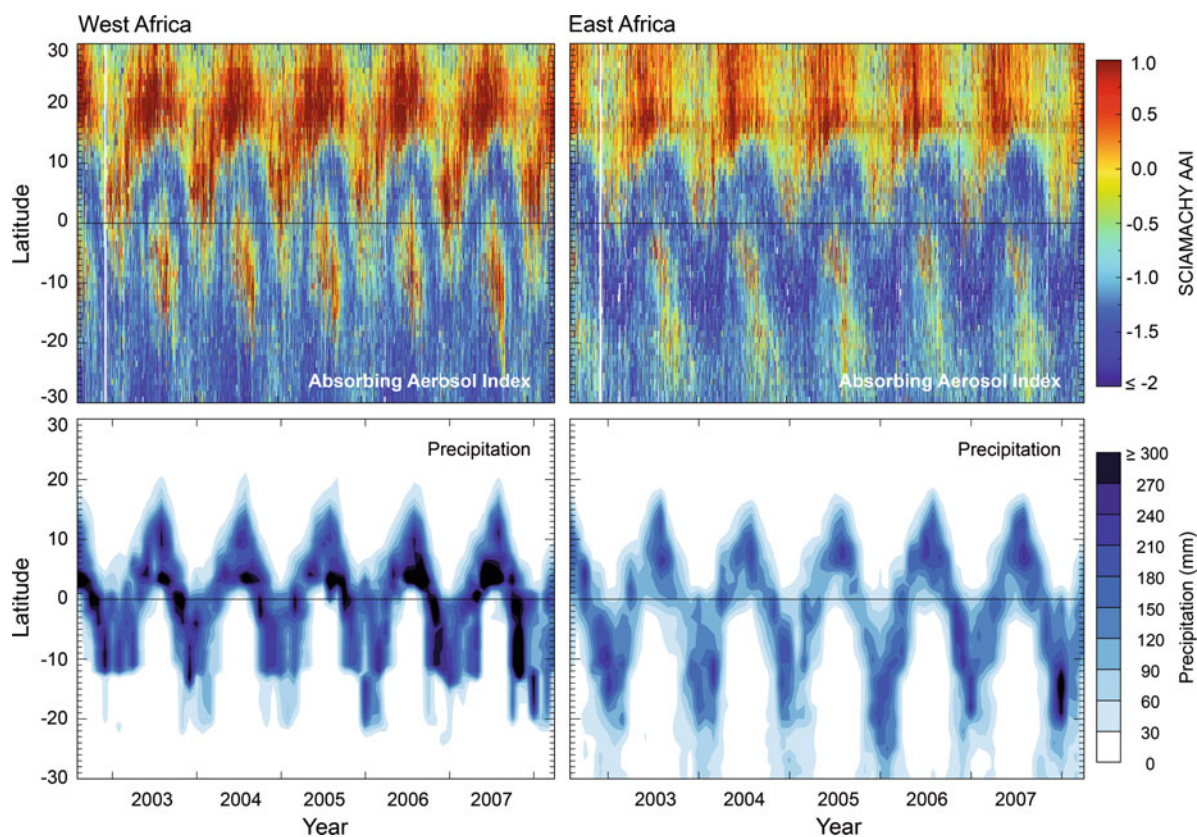 West Africa
East Africa
30
20
10
0
-10
-20
-30
Latitude
Absorbing Aerosol Index
Absorbing Aerosol Index
1.0
0.5
0.0
-0.5
-1.0
-1.5
≤ -2
SCIAMACHY AAI
30
20
10
0
-10
-20
-30
Latitude
Precipitation
Precipitation
≥ 300
270
240
210
180
150
120
90
60
30
0
Precipitation (mm)
2003 2004 2005 2006 2007
2003 2004 2005 2006 2007
Year
Year